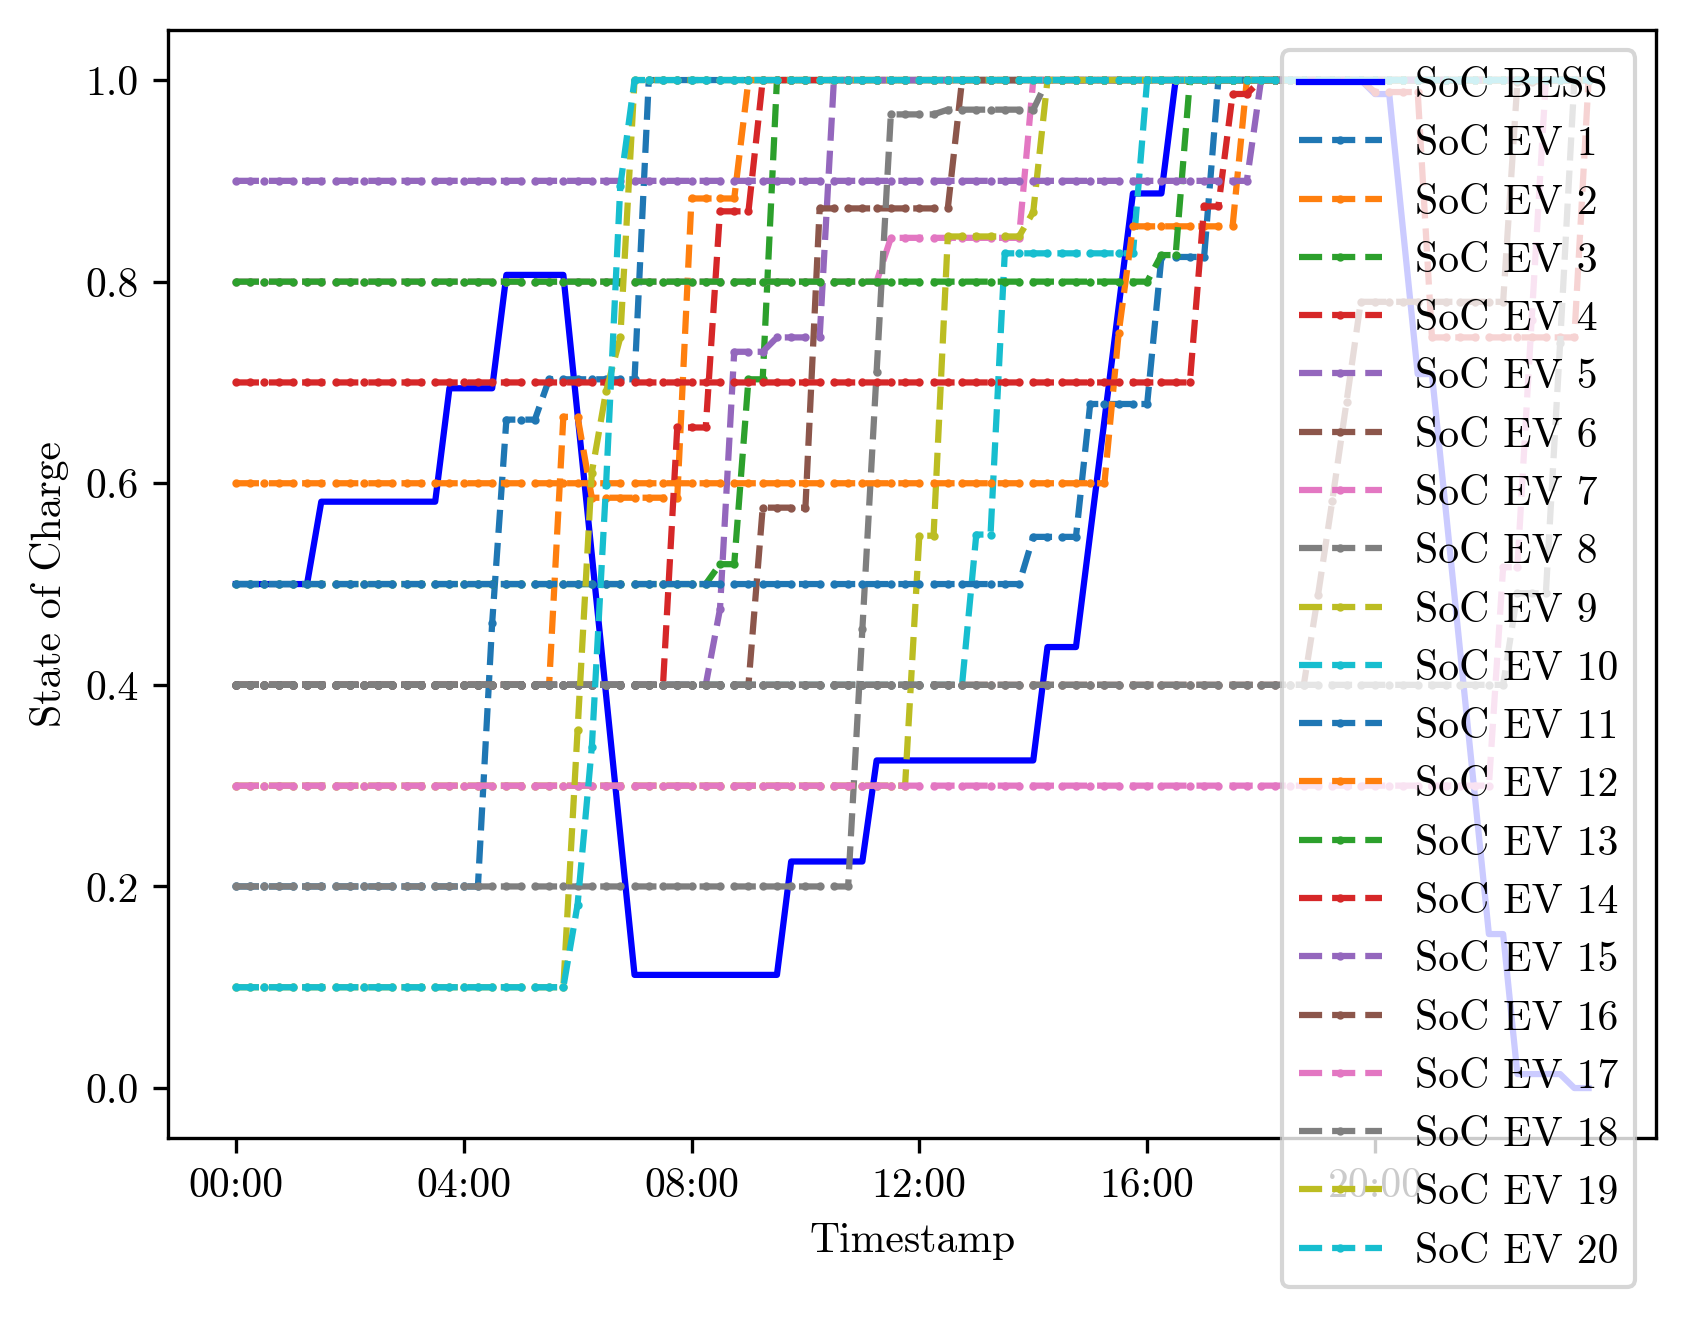 1.0
0.8
0.6
0.4
0.2
0.0
State of Charge
00:00
04:00
08:00
12:00
16:00
20:00
Timestamp
SoC BESS
SoC EV 1
SoC EV 2
SoC EV 3
SoC EV 4
SoC EV 5
SoC EV 6
SoC EV 7
SoC EV 8
SoC EV 9
SoC EV 10
SoC EV 11
SoC EV 12
SoC EV 13
SoC EV 14
SoC EV 15
SoC EV 16
SoC EV 17
SoC EV 18
SoC EV 19
SoC EV 20